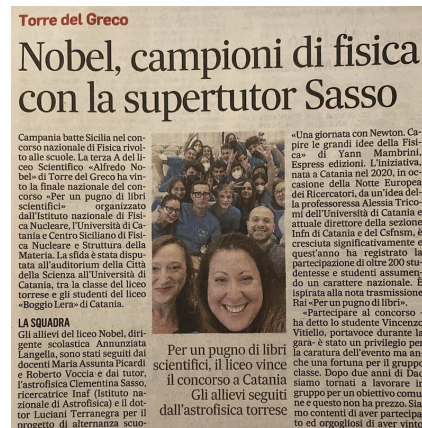 Torre del Greco
Nobel, campioni di fisica
con la supertutor Sasso
Campania batte Sicilia nel con-
corso nazionale di Fisica rivol-
to alle scuole. La terza A del li-
ceo Scientifico «Alfredo No-
bel» di Torre del Greco ha vin-
to la finale nazionale del con-
corso «Per un pugno di libri
scientifici» organizzato
dall'Istituto nazionale di Fisi-
ca Nucleare, l'Università di Ca-
tania e Centro Siciliano di Fisi-
ca Nucleare e Struttura della
Materia. La sfida è stata dispu-
tata all'auditorium della Città
della Scienza all'Università di
Catania, tra la classe del liceo
torrese e gli studenti del liceo
«Boggio Lera» di Catania.
LA SQUADRA
Gli allievi del liceo Nobel, diri-
gente scolastica Annunziata
Langella, sono stati seguiti dai
docenti Maria Assunta Picardi
e Roberto Voccia e dai tutor,
l'astrofisica Clementina Sasso,
ricercatrice Inaf (Istituto na-
zionale di Astrofisica) e il dot-
tor Luciani Terranegra per il
progetto di alternanza scuo-
Per un pugno di libri
scientifici, il liceo vince
il concorso a Catania
Gli allievi seguiti
dall'astrofisica torrese
«Una giornata con Newton. Ca-
pire le grandi idee della Fisi-
ca» di Yann Mambrini,
Espress edizioni. L'iniziativa,
nata a Catania nel 2020, in oc-
casione della Notte Europea
dei Ricercatori, da un'idea del-
la professoressa Alessia Trico-
mi dell'Università di Catania e
attuale direttore della sezione
Infn di Catania e del Csfnsm, è
cresciuta significativamente e
quest'anno ha registrato la
partecipazione di oltre 200 stu-
dentesse e studenti assumen-
do un carattere nazionale. È
ispirata alla nota trasmissione
Rai «Per un pugno di libri».
«Partecipare al concorso -
ha detto lo studente Vincenzo
Vitiello, portavoce durante la
gara- è stato un privilegio per
la caratura dell'evento ma an-
che una fortuna per il gruppo
classe. Dopo due anni di Dad
siamo tornati a lavorare in
gruppo per un obiettivo comu-
ne e questo non ha prezzo. Sia-
mo contenti di aver partecipa-
to ed orgogliosi di aver vinto